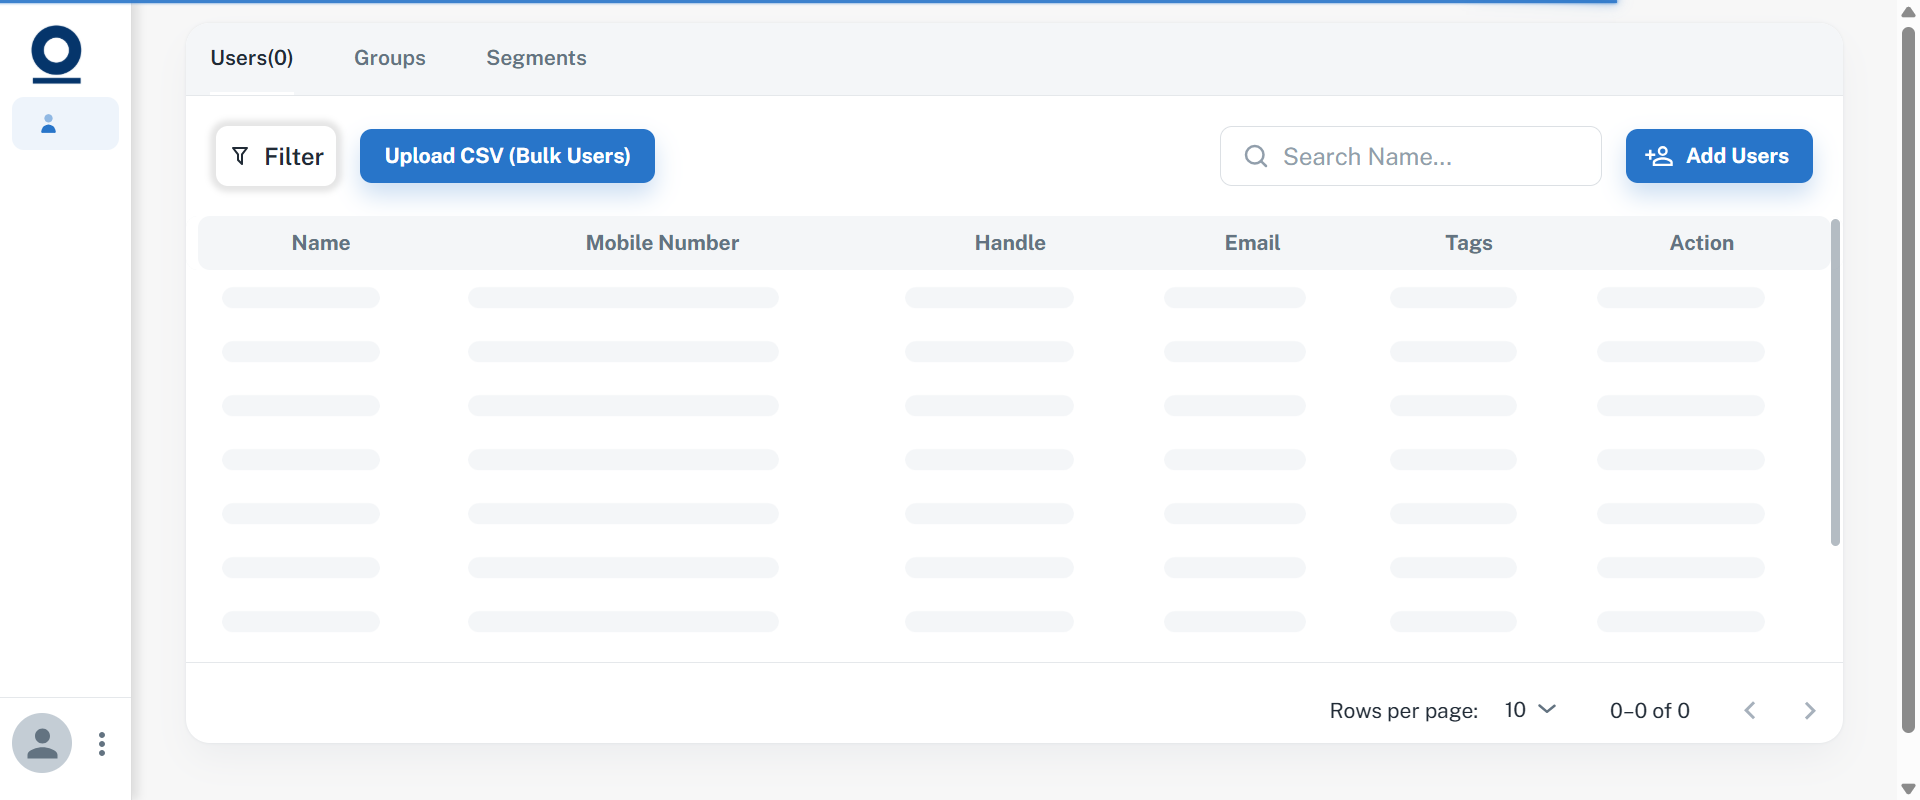 Users(0) Groups Segments
Filter Upload CSV (Bulk Users) Search Name... Add Users
Name Mobile Number Handle Email Tags Action
Rows per page: 10 0–0 of 0